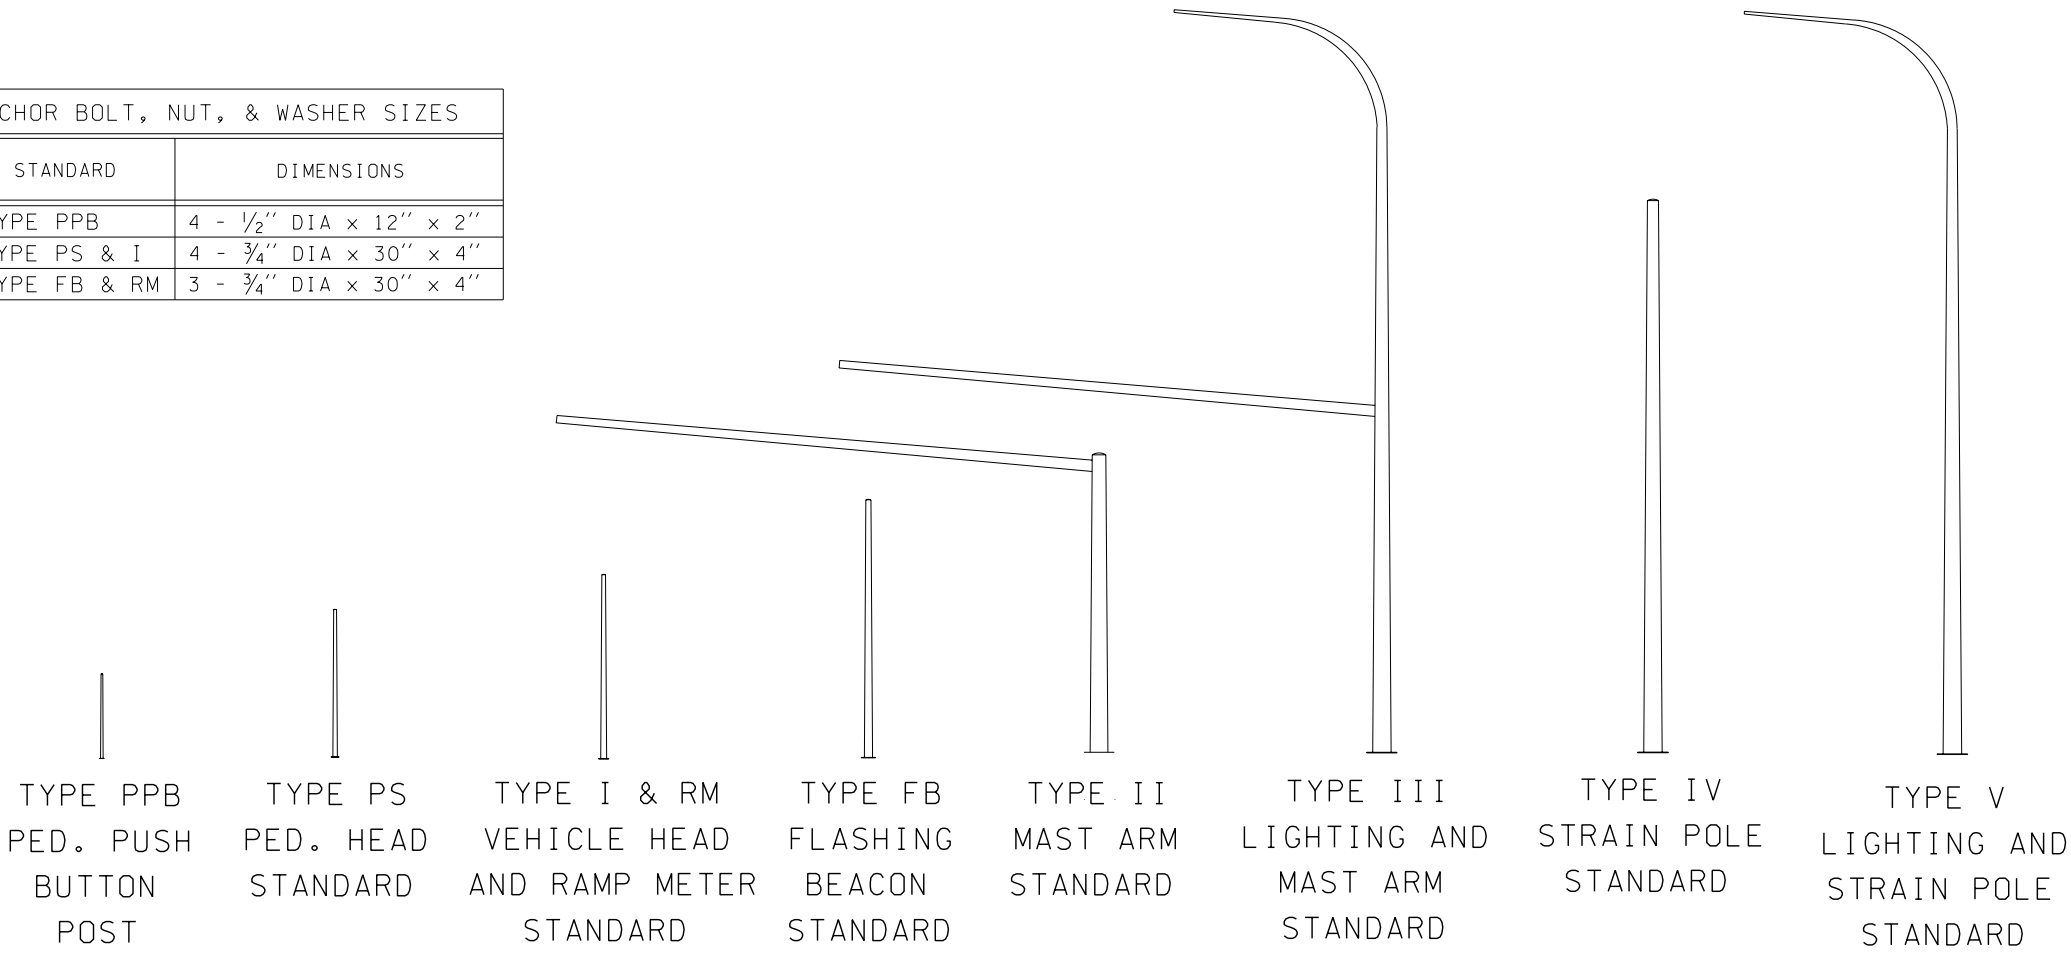 CHOR BOLT, NUT, & WASHER SIZES
STANDARD DIMENSIONS
YPE PPB 4 - 1/2" DIA x 12" x 2"
YPE PS & I 4 - 3/4" DIA x 30" x 4"
YPE FB & RM 3 - 3/4" DIA x 30" x 4"
TYPE PPB
PED. PUSH
BUTTON
POST
TYPE PS
PED. HEAD
STANDARD
TYPE I & RM
VEHICLE HEAD
AND RAMP METER
STANDARD
TYPE FB
FLASHING
BEACON
STANDARD
TYPE II
MAST ARM
STANDARD
TYPE III
LIGHTING AND
MAST ARM
STANDARD
TYPE IV
STRAIN POLE
STANDARD
TYPE V
LIGHTING AND
STRAIN POLE
STANDARD